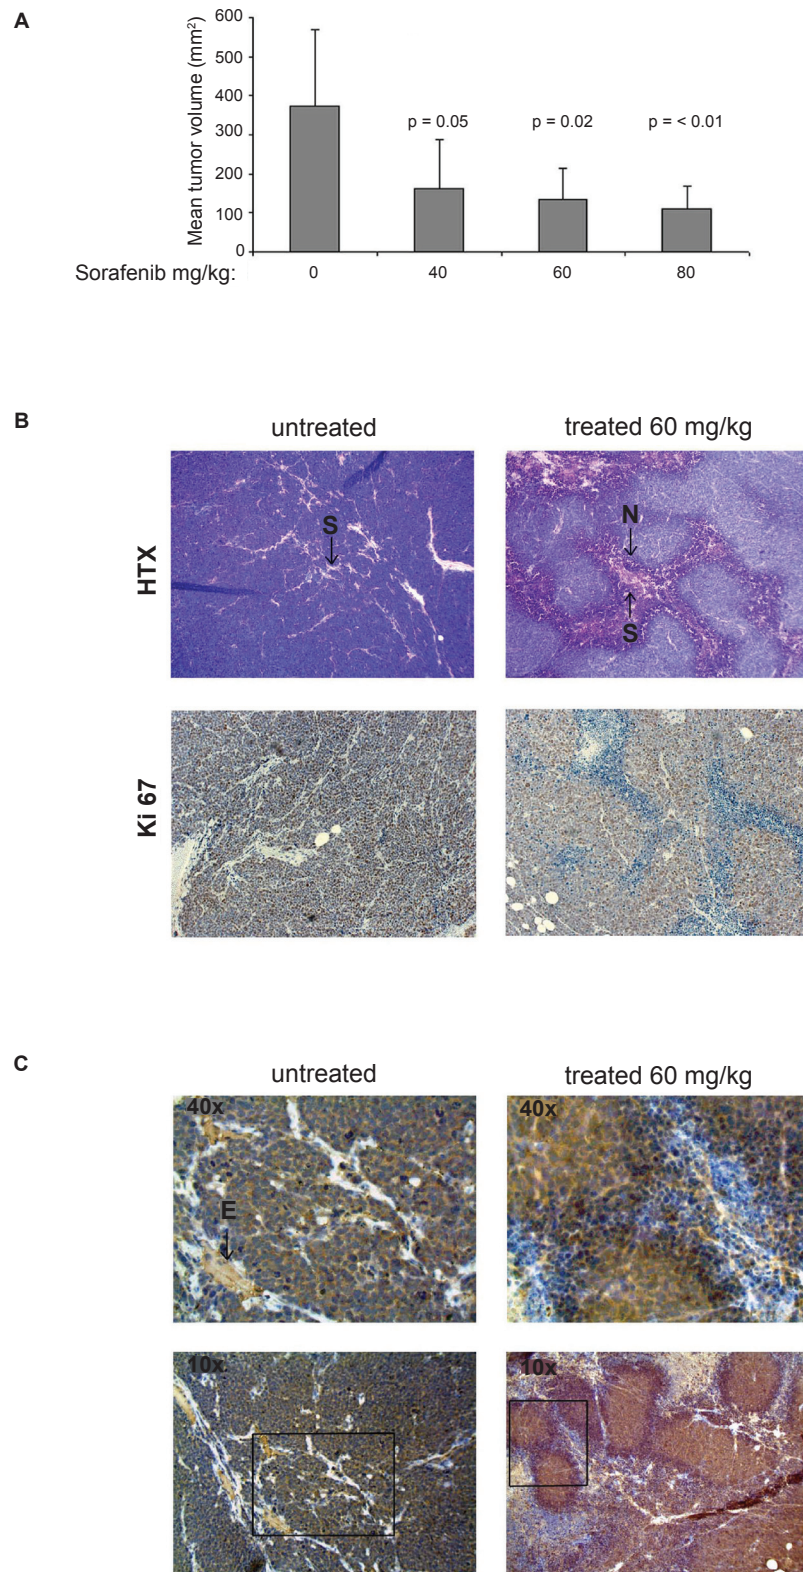 A
Mean tumor volume (mm²)
600
500
400
300
200
100
0
p = 0.05
p = 0.02
p = < 0.01
Sorafenib mg/kg:
0
40
60
80
B
untreated
treated 60 mg/kg
HTX
S
N
S
Ki 67
C
untreated
treated 60 mg/kg
40x
40x
E
10x
10x